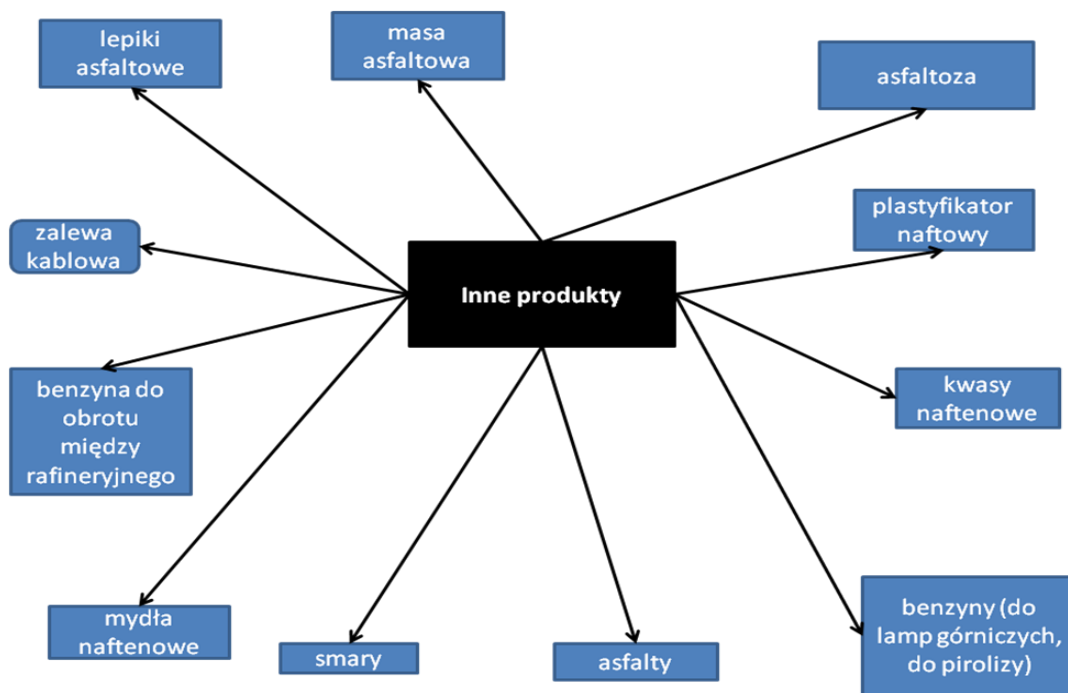 lepiki
asfaltowe
masa
asfaltowa
asfaltoza
zalewa
kablowa
plastyfikator
naftowy
Inne produkty
benzyna do
obrotu
między
rafineryjnego
kwasy
naftenowe
mydła
naftenowe
smary
asfalty
benzyny (do
lamp górniczych,
do pirolizy)